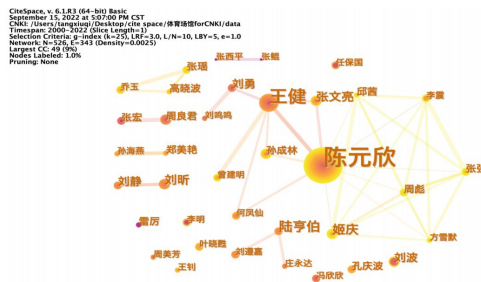 CiteSpace, v. 6.1.R3 (64-bit) Basic
September 15, 2022 at 5:07:00 PM CST
CNKI: /Users/tangxiuqi/Desktop/cite space/体育场馆forCNKI/data
Timespan: 2000-2022 (Slice Length=1)
Selection Criteria: g-index (k=25), LRF=3.0, L/N=10, LBY=5, e=1.0
Network: N=526, E=343 (Density=0.0025)
Largest CC: 49 (9%)
Nodes Labeled: 1.0%
Pruning: None
张西平
张鲲
任保国
张瑶
乔玉
高晓波
刘勇
王健
张文亮
邱茜
李震
张宏
周良君
刘鸣鸣
孙海燕
郑美艳
孙成林
陈元欣
刘静
刘昕
曾建明
周彪
雷厉
李明
何凤仙
陆亨伯
姬庆
方雪默
叶晓甦
刘遵嘉
周美芳
王钊
庄永达
冯欣欣
孔庆波
刘波